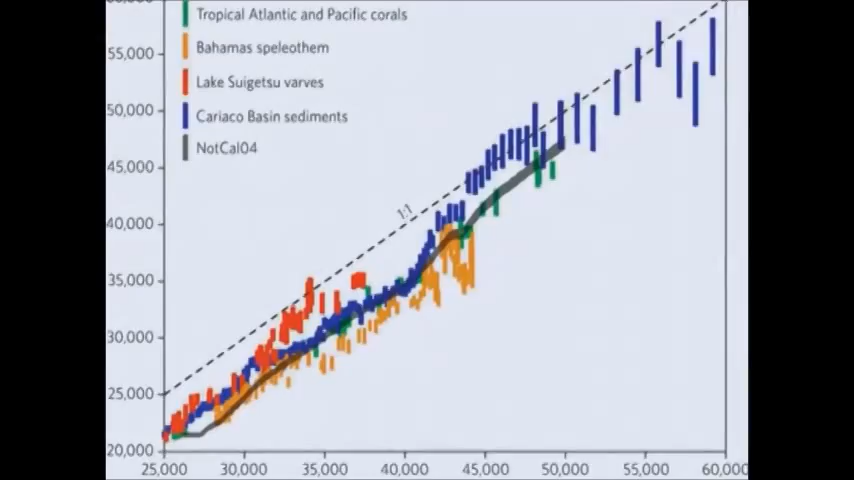 60,000
Tropical Atlantic and Pacific corals
55,000
Bahamas speleothem
Lake Suigetsu varves
50,000
Cariaco Basin sediments
NotCal04
45,000
1:1
40,000
35,000
30,000
25,000
20,000
25,000 30,000 35,000 40,000 45,000 50,000 55,000 60,000